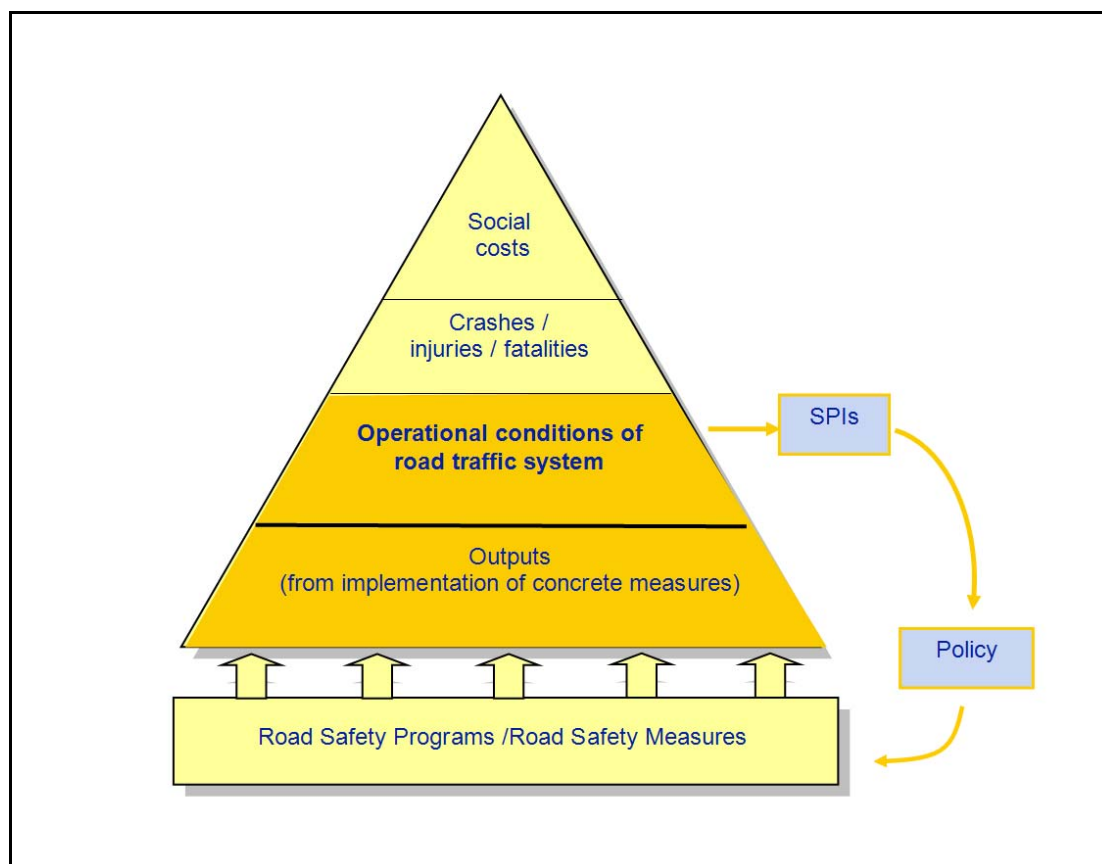 Social
costs
Crashes /
injuries / fatalities
Operational conditions of
road traffic system
SPIs
Outputs
(from implementation of concrete measures)
Policy
Road Safety Programs /Road Safety Measures